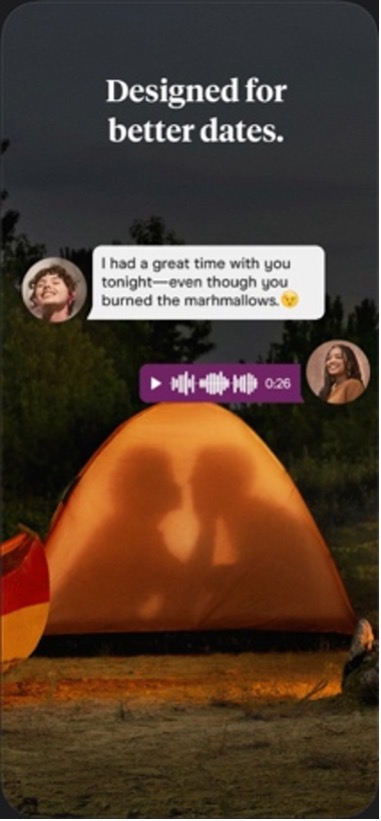 Designed for
better dates.
I had a great time with you
tonight—even though you
burned the marhmallows.😗
0:26